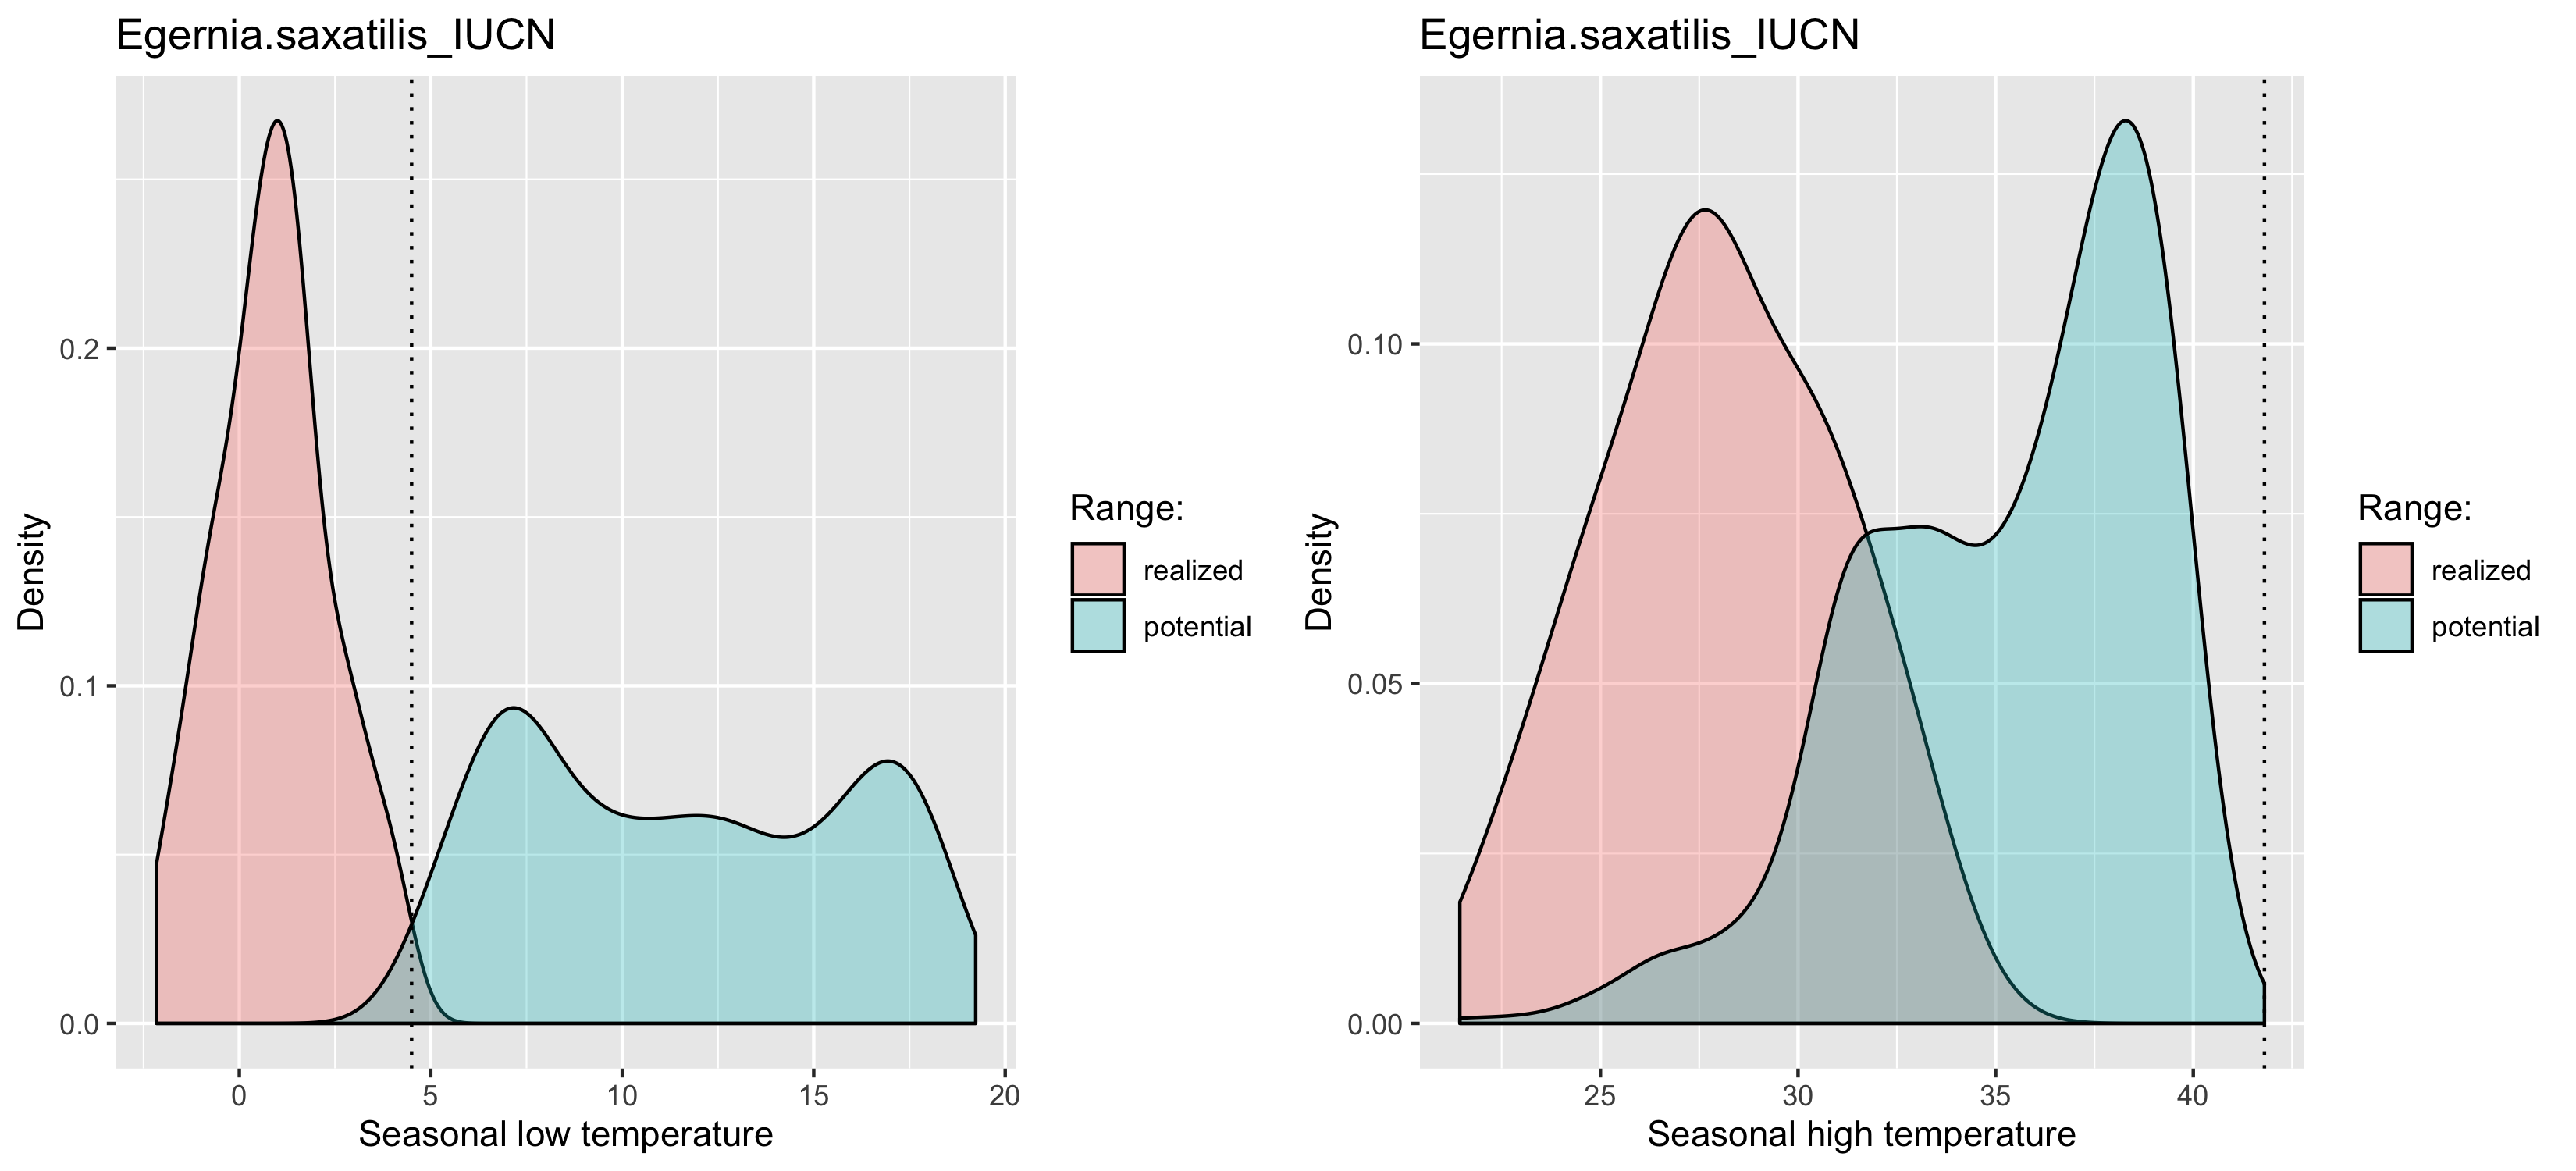 Egernia.saxatilis_IUCN
Density
0.2
0.1
0.0
0
5
10
15
20
Seasonal low temperature
Range:
realized
potential
Egernia.saxatilis_IUCN
Density
0.10
0.05
0.00
25
30
35
40
Seasonal high temperature
Range:
realized
potential